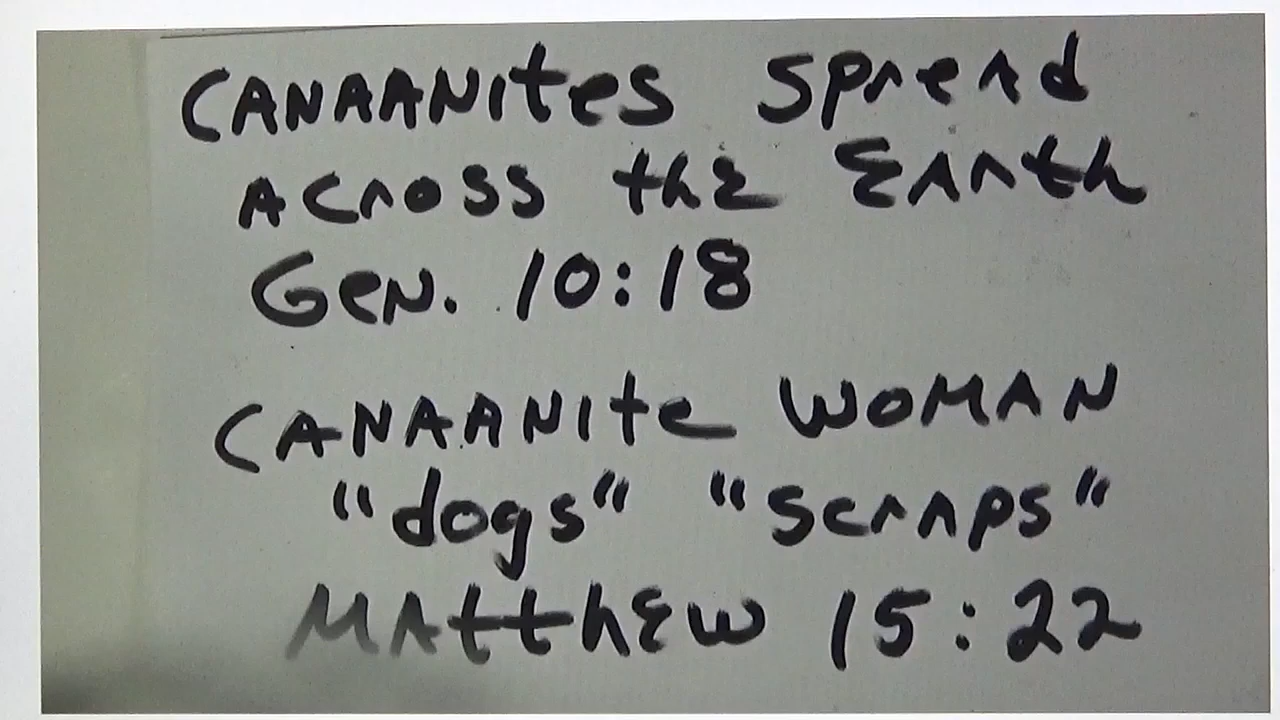 CANAANites spread
Across the Earth
Gen. 10:18
CANAANite WOMAN
"dogs" "scraps"
MAtthew 15:22